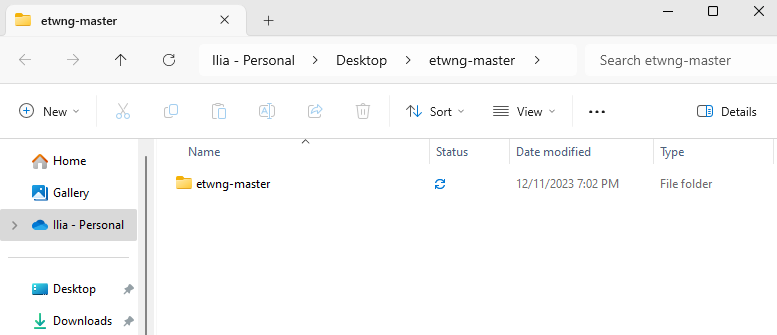 etwng-master
Ilia - Personal > Desktop > etwng-master >
Search etwng-master
New
Sort
View
Details
Name
Status
Date modified
Type
Home
Gallery
Ilia - Personal
Desktop
Downloads
etwng-master
12/11/2023 7:02 PM
File folder